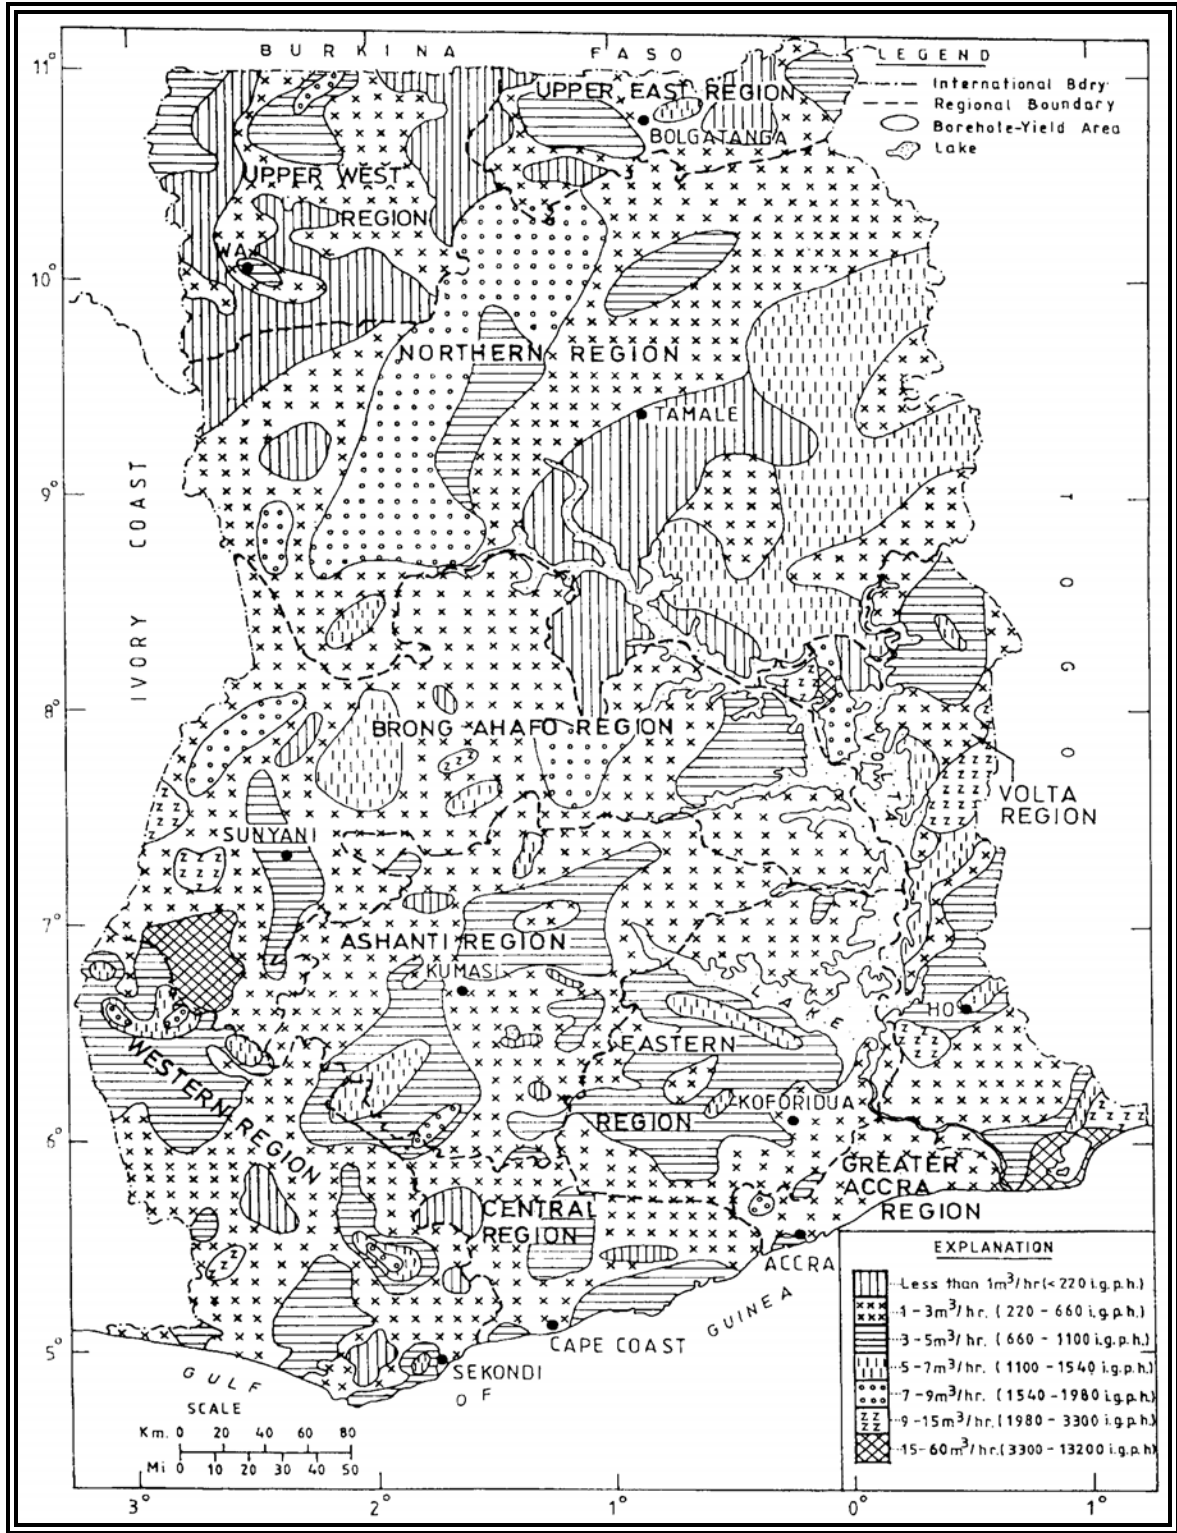 BURKINA FASO
LEGEND
International Bdry.
Regional Boundary
Borehote-Yield Area
Lake
11°
10°
9°
8°
7°
6°
5°
UPPER EAST REGION
BOLGATANGA
UPPER WEST
REGION
WA
NORTHERN REGION
TAMALE
IVORY COAST
TOGO
BRONG AHAFO REGION
VOLTA
REGION
SUNYANI
ASHANTI REGION
KUMASI
LAKE
VOLTA
HO
WESTERN REGION
EASTERN
REGION
KOFORIDUA
GREATER
ACCRA
REGION
CENTRAL
REGION
ACCRA
CAPE COAST
SEKONDI
GULF OF GUINEA
EXPLANATION
Less than 1m³/hr(<220 i.g.p.h.)
1-3m³/hr. (220 - 660 i.g.p.h.)
3-5m³/hr. (660 - 1100 i.g.p.h.)
5-7m³/hr. (1100 - 1540 i.g.p.h.)
7-9m³/hr. (1540 - 1980 i.g.p.h.)
9-15m³/hr. (1980 - 3300 i.g.p.h.)
15-60m³/hr.(3300 - 13200 i.g.p.h)
SCALE
Km. 0 20 40 60 80
Mi 0 10 20 30 40 50
3° 2° 1° 0° 1°